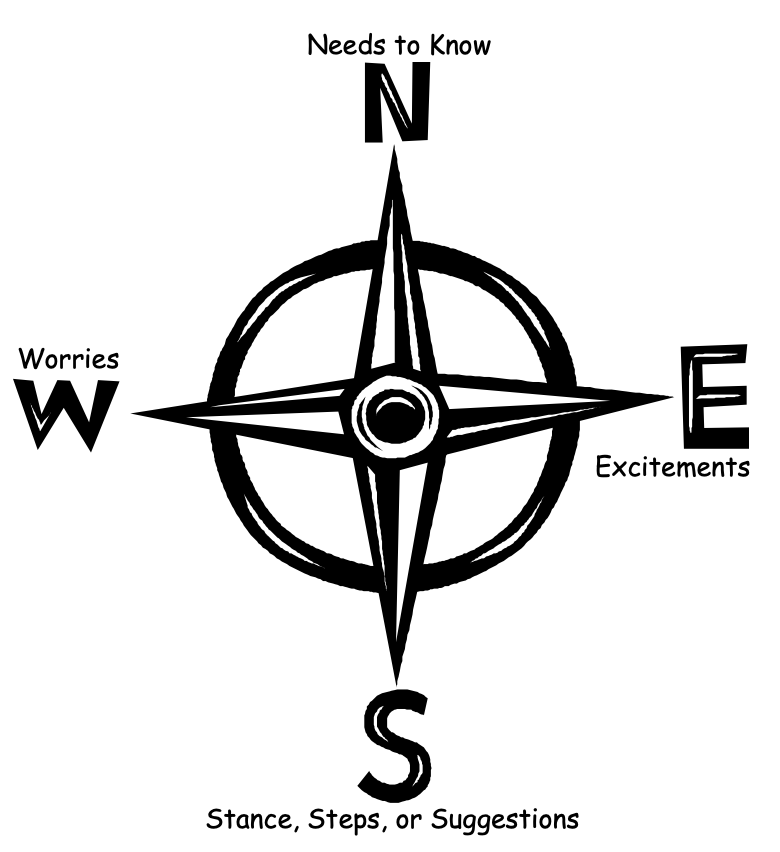 Needs to Know
N
Worries
W
E
Excitements
S
Stance, Steps, or Suggestions